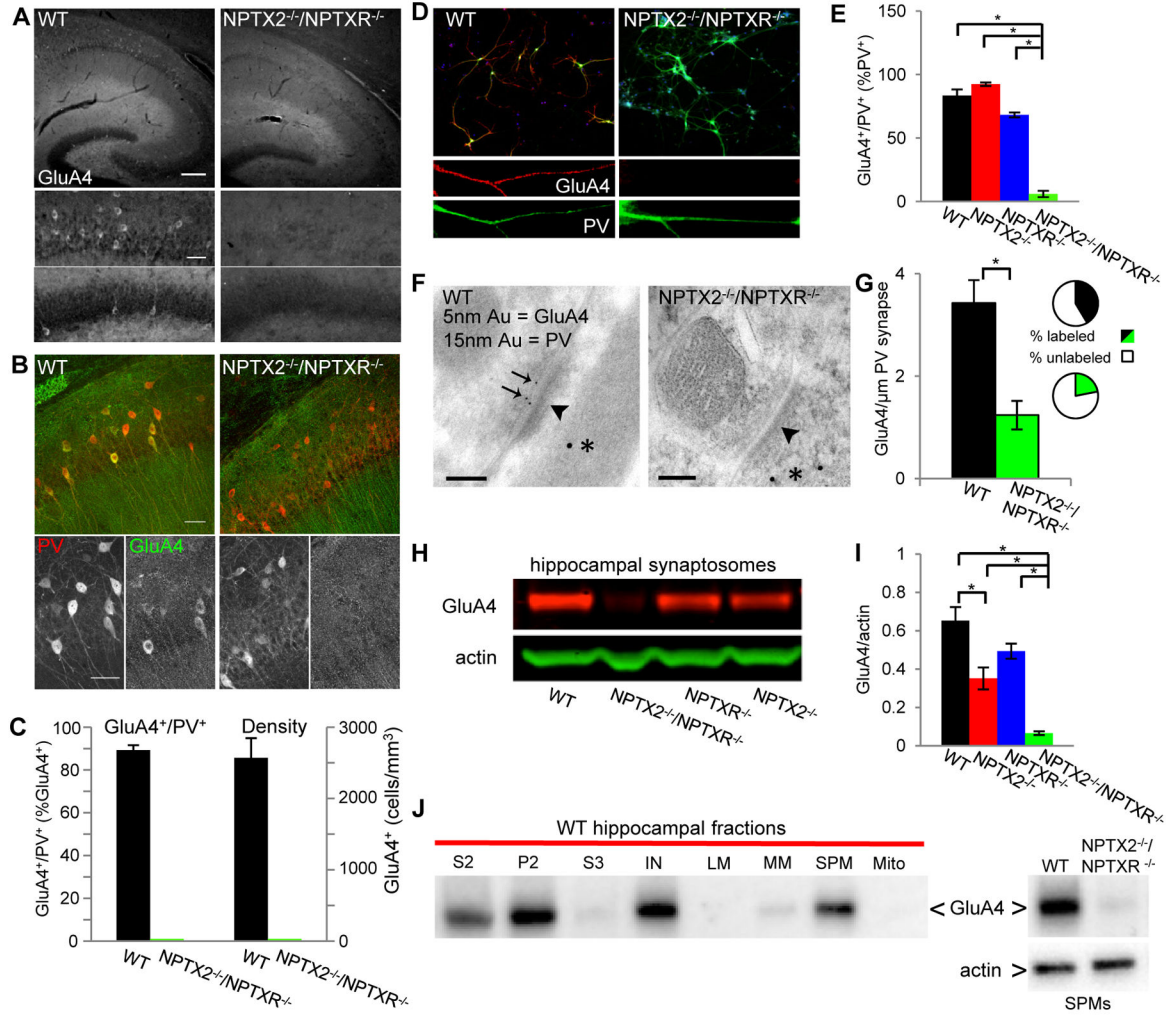 A
WT
NPTX2-/-/NPTXR-/-
GluA4
B
WT
NPTX2-/-/NPTXR-/-
PV
GluA4
C
GluA4+/PV+
Density
GluA4+/PV+ (%GluA4+)
100
80
60
40
20
0
3000
2000
1000
0
GluA4+ (cells/mm3)
WT
NPTX2-/-/NPTXR-/-
WT
NPTX2-/-/NPTXR-/-
D
WT
NPTX2-/-/NPTXR-/-
GluA4
PV
E
GluA4+/PV+ (%PV+)
150
100
50
0
*
*
*
WT
NPTX2-/-
NPTXR-/-
NPTX2-/-/NPTXR-/-
F
WT
5nm Au = GluA4
15nm Au = PV
*
NPTX2-/-/NPTXR-/-
*
G
GluA4/μm PV synapse
4
2
0
*
% labeled
% unlabeled
WT
NPTX2-/-/
NPTXR-/-
H
hippocampal synaptosomes
GluA4
actin
WT
NPTX2-/-/NPTXR-/-
NPTXR-/-
NPTX2-/-
I
GluA4/actin
1
0.8
0.6
0.4
0.2
0
*
*
*
*
WT
NPTX2-/-
NPTXR-/-
NPTX2-/-/NPTXR-/-
J
WT hippocampal fractions
S2 P2 S3 IN LM MM SPM Mito
< GluA4 >
actin >
WT
NPTX2-/-/
NPTXR-/-
SPMs